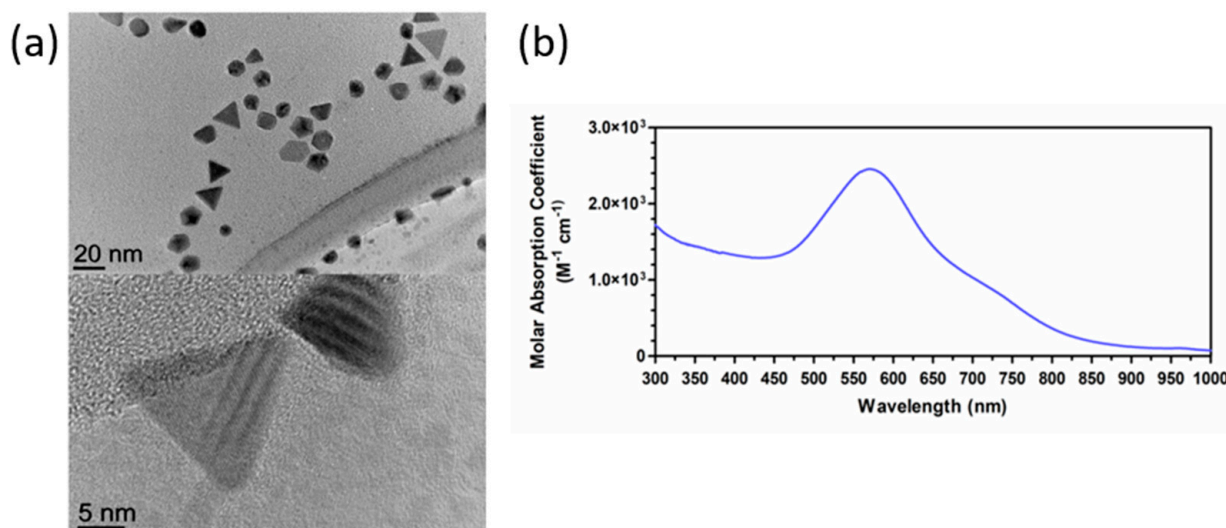 (a)
20 nm
5 nm
(b)
Molar Absorption Coefficient
(M⁻¹ cm⁻¹)
3.0×10³
2.0×10³
1.0×10³
0
300 350 400 450 500 550 600 650 700 750 800 850 900 950 1000
Wavelength (nm)